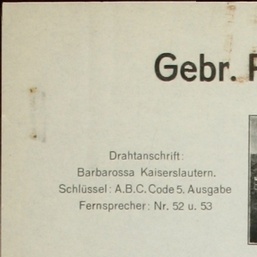 Gebr.
Drahtanschrift:
Barbarossa Kaiserslautern.
Schlüssel: A.B.C. Code 5. Ausgabe
Fernsprecher: Nr. 52 u. 53